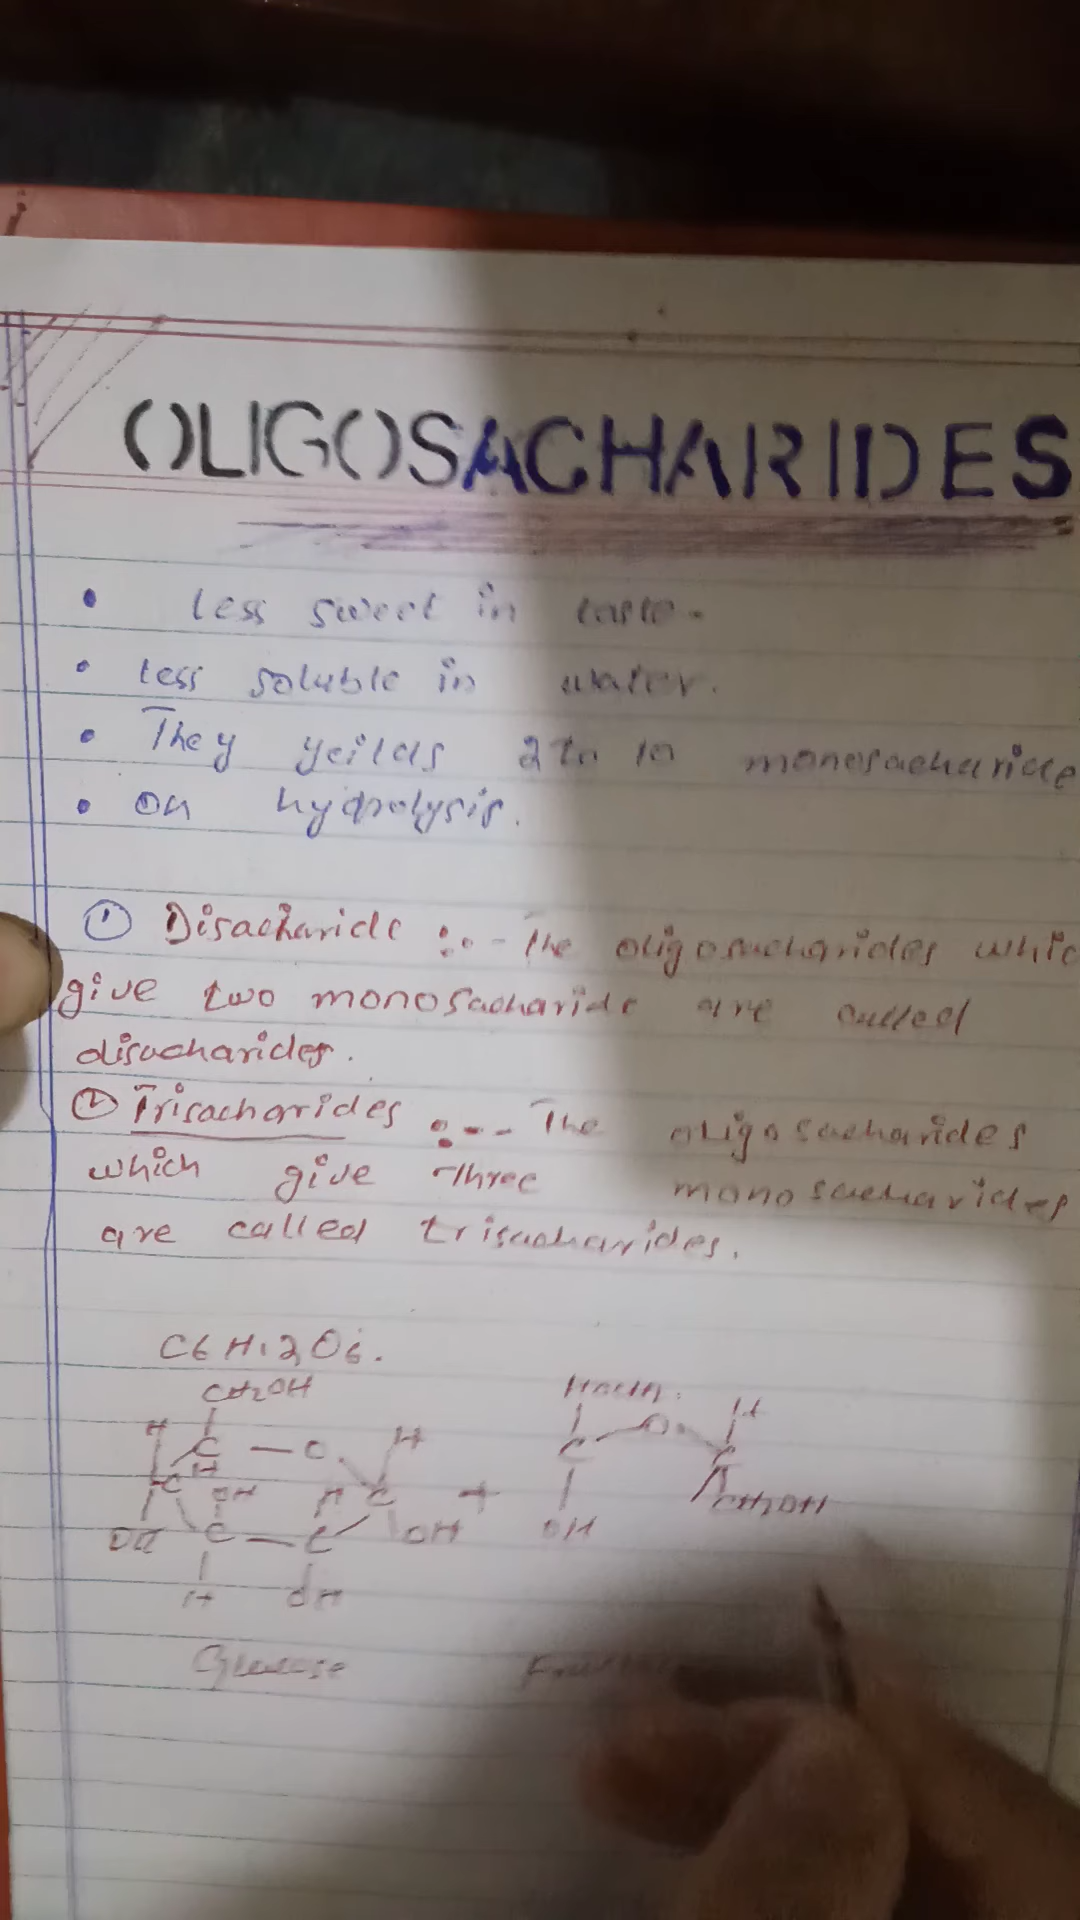 OLIGOSACHARIDES
• less sweet in taste.
• less soluble in water.
• They yeilds 2 to 10 monosacharide
• on hydrolysis.
① Disacharide :- The oligosacharides whic
give two monosacharide are called
disacharides.
② Trisacharides :-- The oligosacharides
which give three monosacharides
are called trisacharides.
C6H12O6.
CH2OH
H H
H C — O H
C H C
OH H + C O C
OH C — C OH OH CH2OH
H OH
Glucose